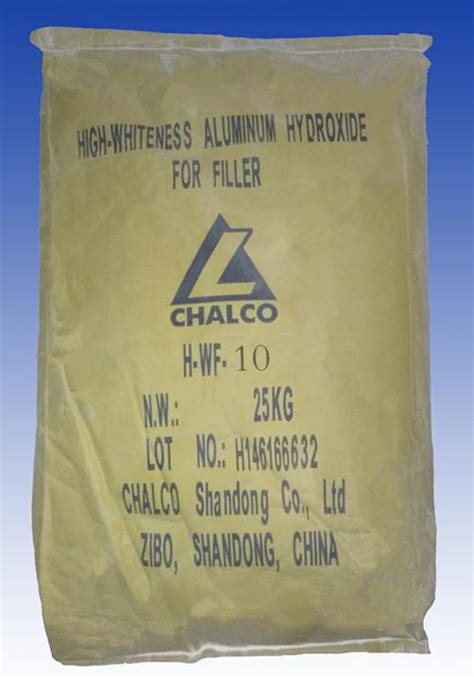 HIGH-WHITENESS ALUMINUM HYDROXIDE
FOR FILLER
CHALCO
H-WF-10
N.W.: 25KG
LOT NO.: H146166632
CHALCO Shandong Co., Ltd
ZIBO, SHANDONG, CHINA